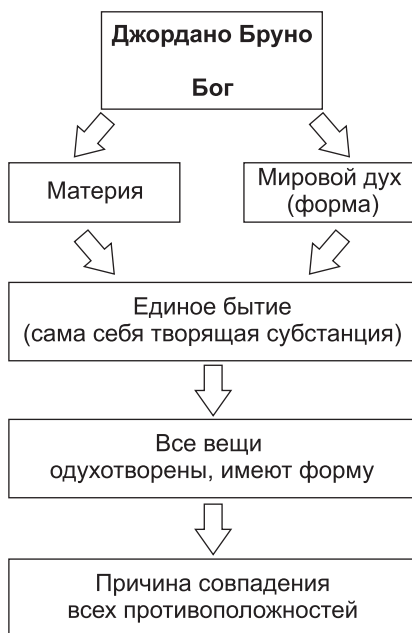 Джордано Бруно
Бог
Материя
Мировой дух
(форма)
Единое бытие
(сама себя творящая субстанция)
Все вещи
одухотворены, имеют форму
Причина совпадения
всех противоположностей